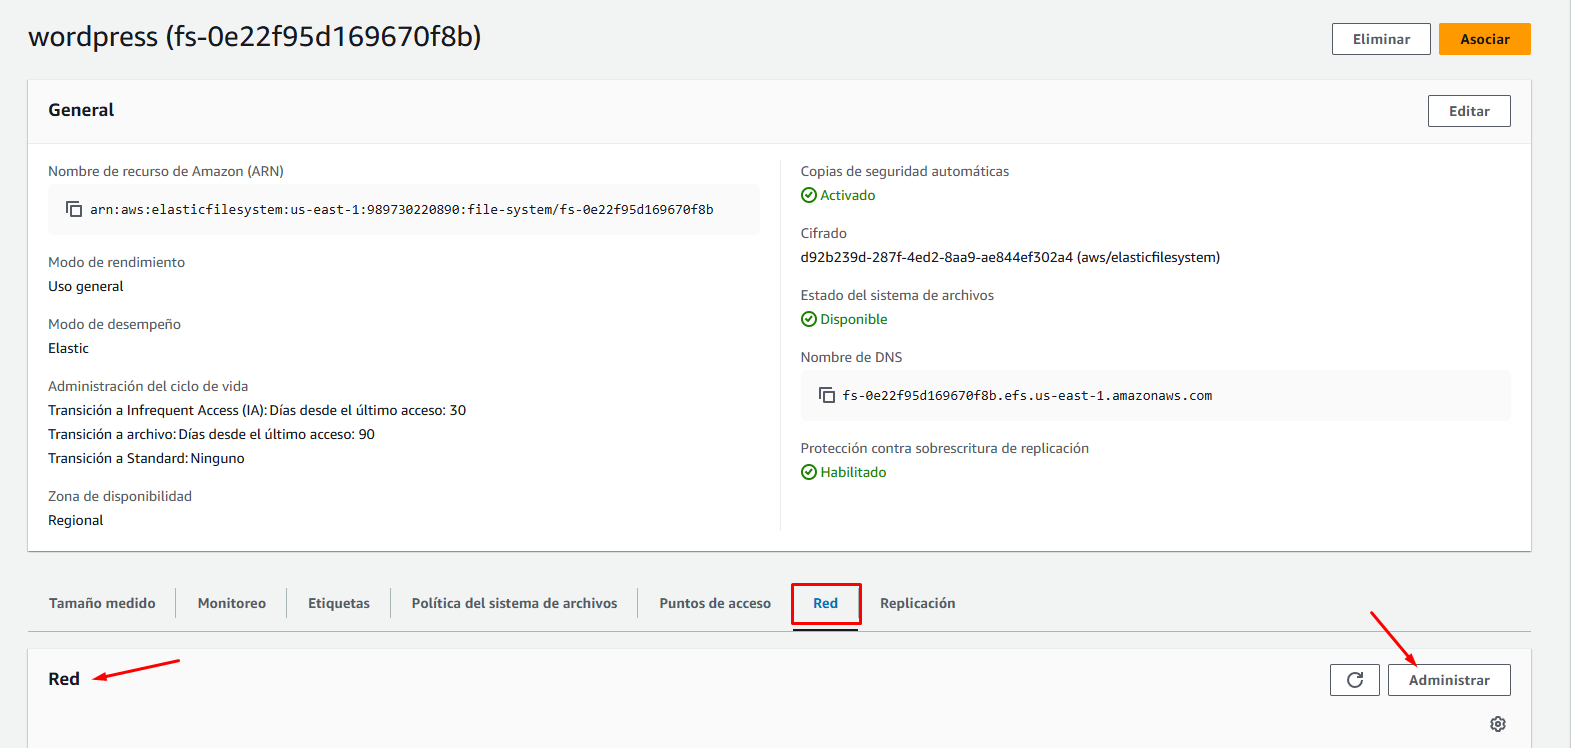 wordpress (fs-0e22f95d169670f8b)
Eliminar
Asociar
General
Editar
Nombre de recurso de Amazon (ARN)
arn:aws:elasticfilesystem:us-east-1:989730220890:file-system/fs-0e22f95d169670f8b
Modo de rendimiento
Uso general
Modo de desempeño
Elastic
Administración del ciclo de vida
Transición a Infrequent Access (IA): Días desde el último acceso: 30
Transición a archivo: Días desde el último acceso: 90
Transición a Standard: Ninguno
Zona de disponibilidad
Regional
Copias de seguridad automáticas
Activado
Cifrado
d92b239d-287f-4ed2-8aa9-ae844ef302a4 (aws/elasticfilesystem)
Estado del sistema de archivos
Disponible
Nombre de DNS
fs-0e22f95d169670f8b.efs.us-east-1.amazonaws.com
Protección contra sobrescritura de replicación
Habilitado
Tamaño medido
Monitoreo
Etiquetas
Política del sistema de archivos
Puntos de acceso
Red
Replicación
Red
Administrar